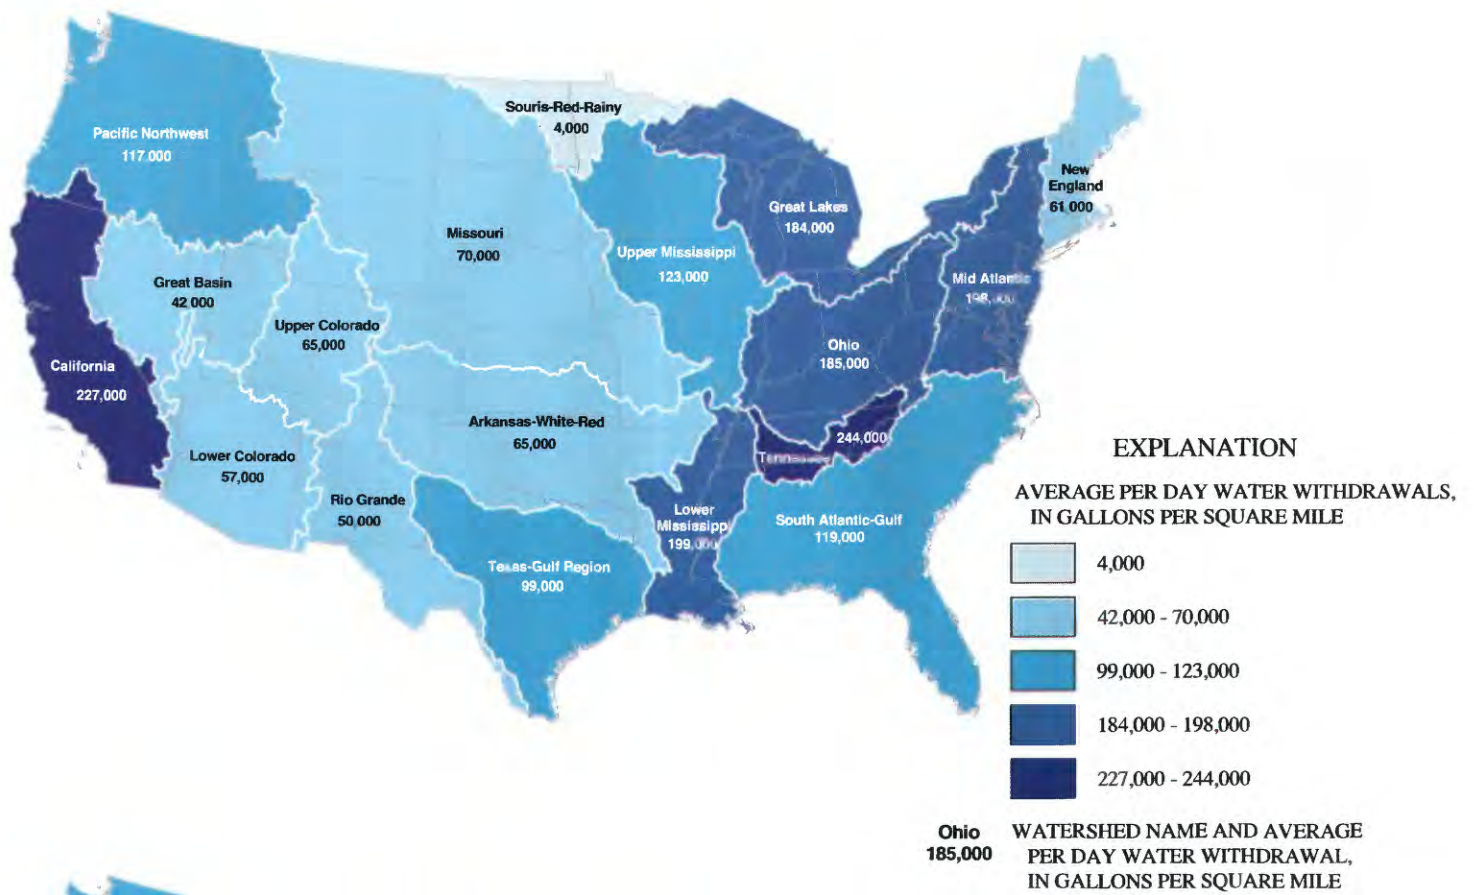 Souris-Red-Rainy
4,000
Pacific Northwest
117,000
New
England
61,000
Great Lakes
184,000
Missouri
70,000
Upper Mississippi
123,000
Mid Atlantic
Great Basin
42,000
Upper Colorado
65,000
Ohio
185,000
California
227,000
Arkansas-White-Red
65,000
244,000
Tennessee
Lower Colorado
57,000
Rio Grande
50,000
Lower
Mississippi
199,000
South Atlantic-Gulf
119,000
Texas-Gulf Region
99,000
EXPLANATION
AVERAGE PER DAY WATER WITHDRAWALS,
IN GALLONS PER SQUARE MILE
4,000
42,000 - 70,000
99,000 - 123,000
184,000 - 198,000
227,000 - 244,000
Ohio WATERSHED NAME AND AVERAGE
185,000 PER DAY WATER WITHDRAWAL,
IN GALLONS PER SQUARE MILE